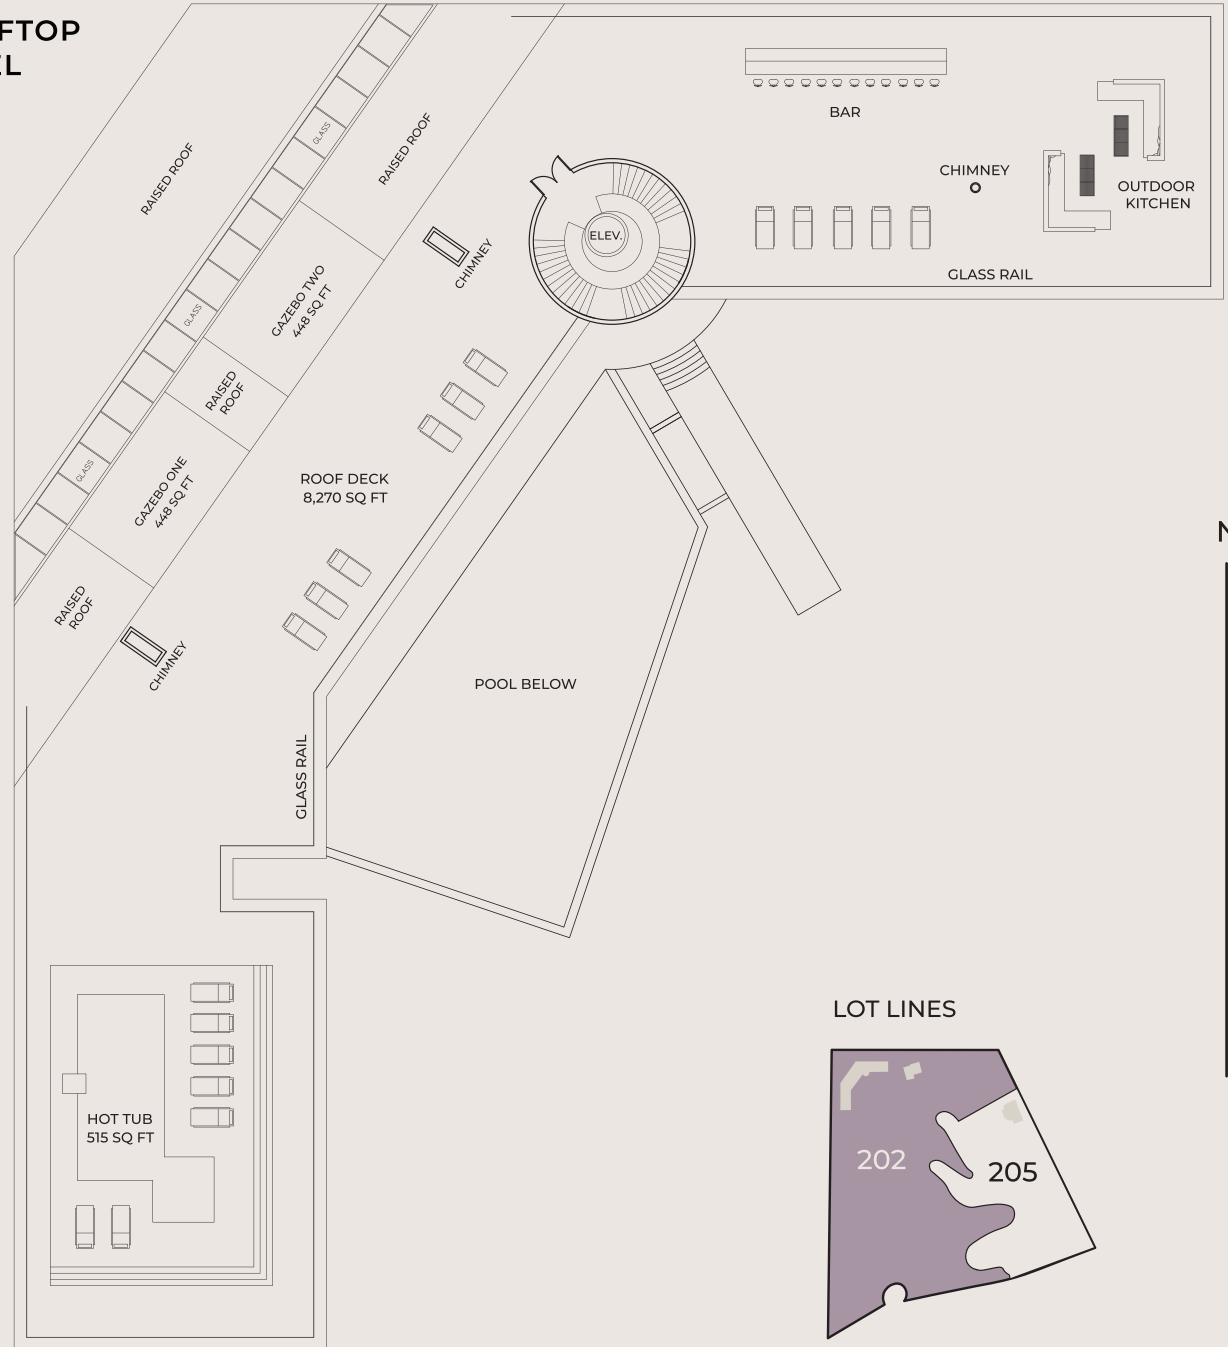 FTOP
EL
RAISED ROOF
GLASS
RAISED ROOF
BAR
CHIMNEY
OUTDOOR
KITCHEN
GLASS RAIL
ELEV.
CHIMNEY
GAZEBO TWO
448 SQ FT
GLASS
RAISED
ROOF
GLASS
GAZEBO ONE
448 SQ FT
ROOF DECK
8,270 SQ FT
RAISED
ROOF
CHIMNEY
POOL BELOW
GLASS RAIL
HOT TUB
515 SQ FT
LOT LINES
202
205